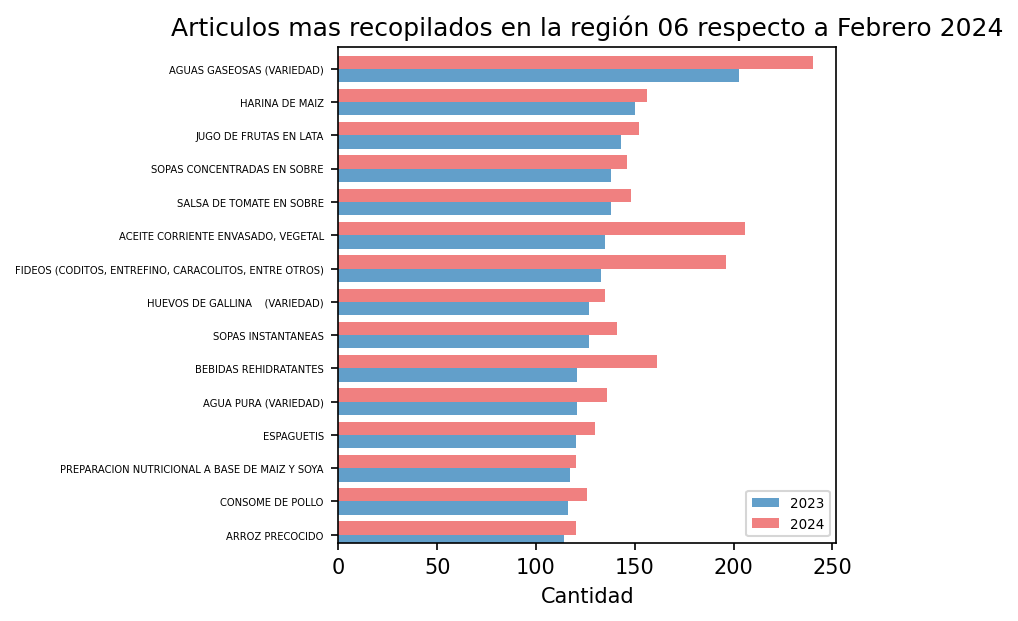 Articulos mas recopilados en la región 06 respecto a Febrero 2024
AGUAS GASEOSAS (VARIEDAD)
HARINA DE MAIZ
JUGO DE FRUTAS EN LATA
SOPAS CONCENTRADAS EN SOBRE
SALSA DE TOMATE EN SOBRE
ACEITE CORRIENTE ENVASADO, VEGETAL
FIDEOS (CODITOS, ENTREFINO, CARACOLITOS, ENTRE OTROS)
HUEVOS DE GALLINA    (VARIEDAD)
SOPAS INSTANTANEAS
BEBIDAS REHIDRATANTES
AGUA PURA (VARIEDAD)
ESPAGUETIS
PREPARACION NUTRICIONAL A BASE DE MAIZ Y SOYA
CONSOME DE POLLO
ARROZ PRECOCIDO
2023
2024
0 50 100 150 200 250
Cantidad